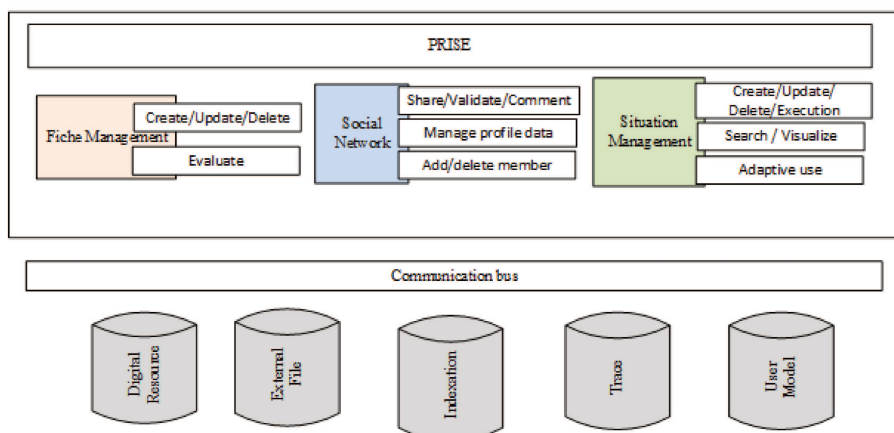 PRISE
Fiche Management
Create/Update/Delete
Evaluate
Social
Network
Share/Validate/Comment
Manage profile data
Add/delete member
Situation
Management
Create/Update/
Delete/Execution
Search / Visualize
Adaptive use
Communication bus
Digital
Resource
External
File
Indexation
Trace
User
Model